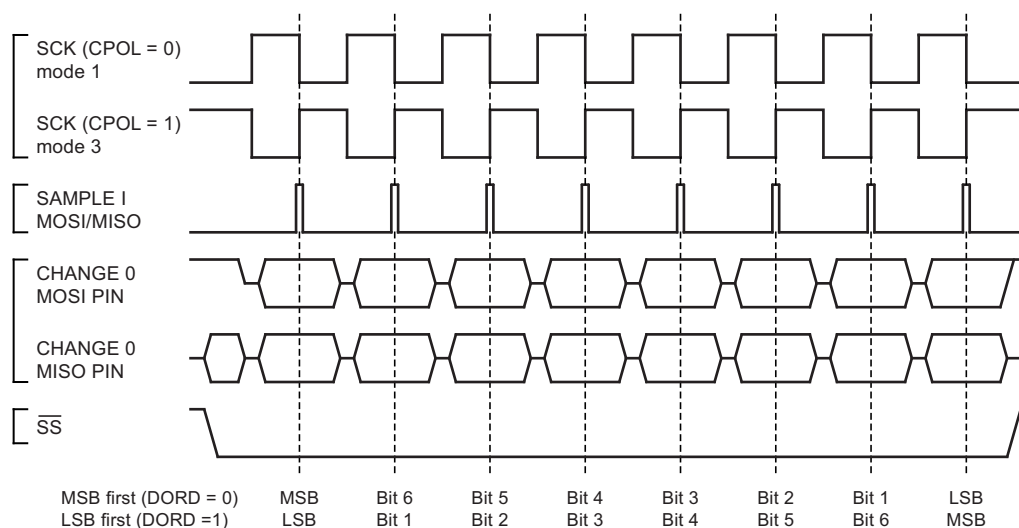 SCK (CPOL = 0)
mode 1
SCK (CPOL = 1)
mode 3
SAMPLE I
MOSI/MISO
CHANGE 0
MOSI PIN
CHANGE 0
MISO PIN
SS
MSB first (DORD = 0) MSB Bit 6 Bit 5 Bit 4 Bit 3 Bit 2 Bit 1 LSB
LSB first (DORD =1) LSB Bit 1 Bit 2 Bit 3 Bit 4 Bit 5 Bit 6 MSB